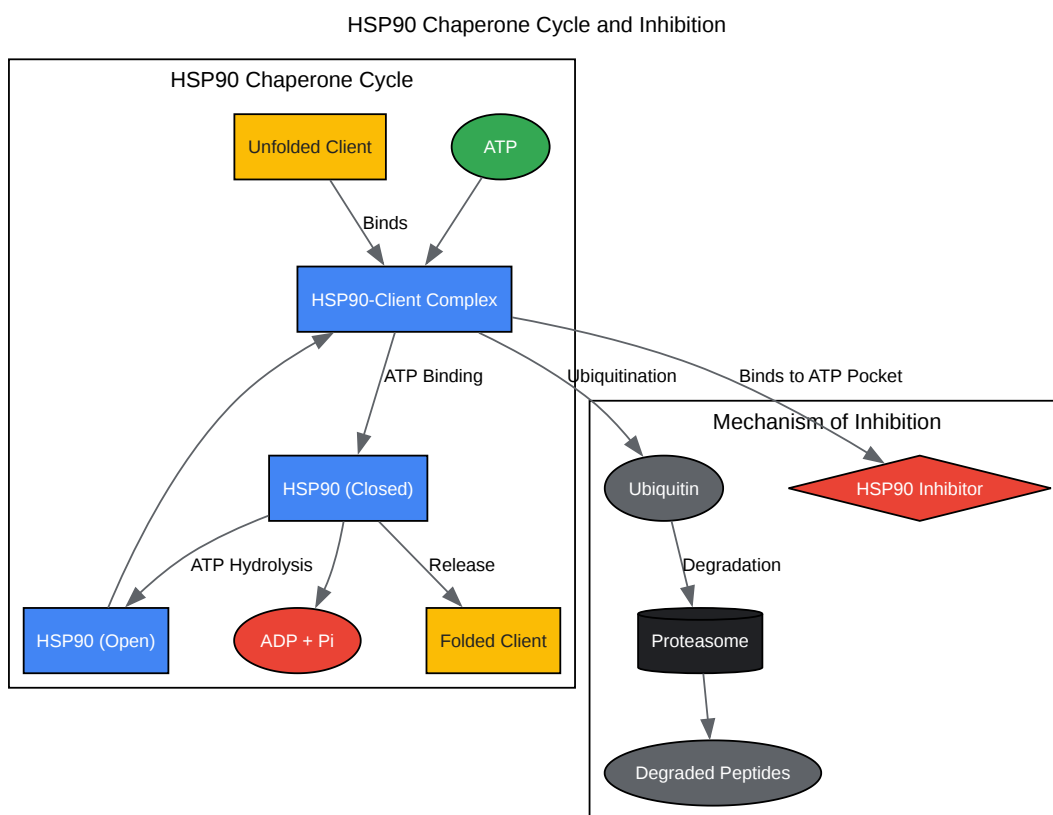 HSP90 Chaperone Cycle and Inhibition
HSP90 Chaperone Cycle
Unfolded Client
ATP
Binds
HSP90-Client Complex
ATP Binding
Ubiquitination
Binds to ATP Pocket
Mechanism of Inhibition
HSP90 (Closed)
Ubiquitin
HSP90 Inhibitor
ATP Hydrolysis
Release
Degradation
HSP90 (Open)
ADP + Pi
Folded Client
Proteasome
Degraded Peptides